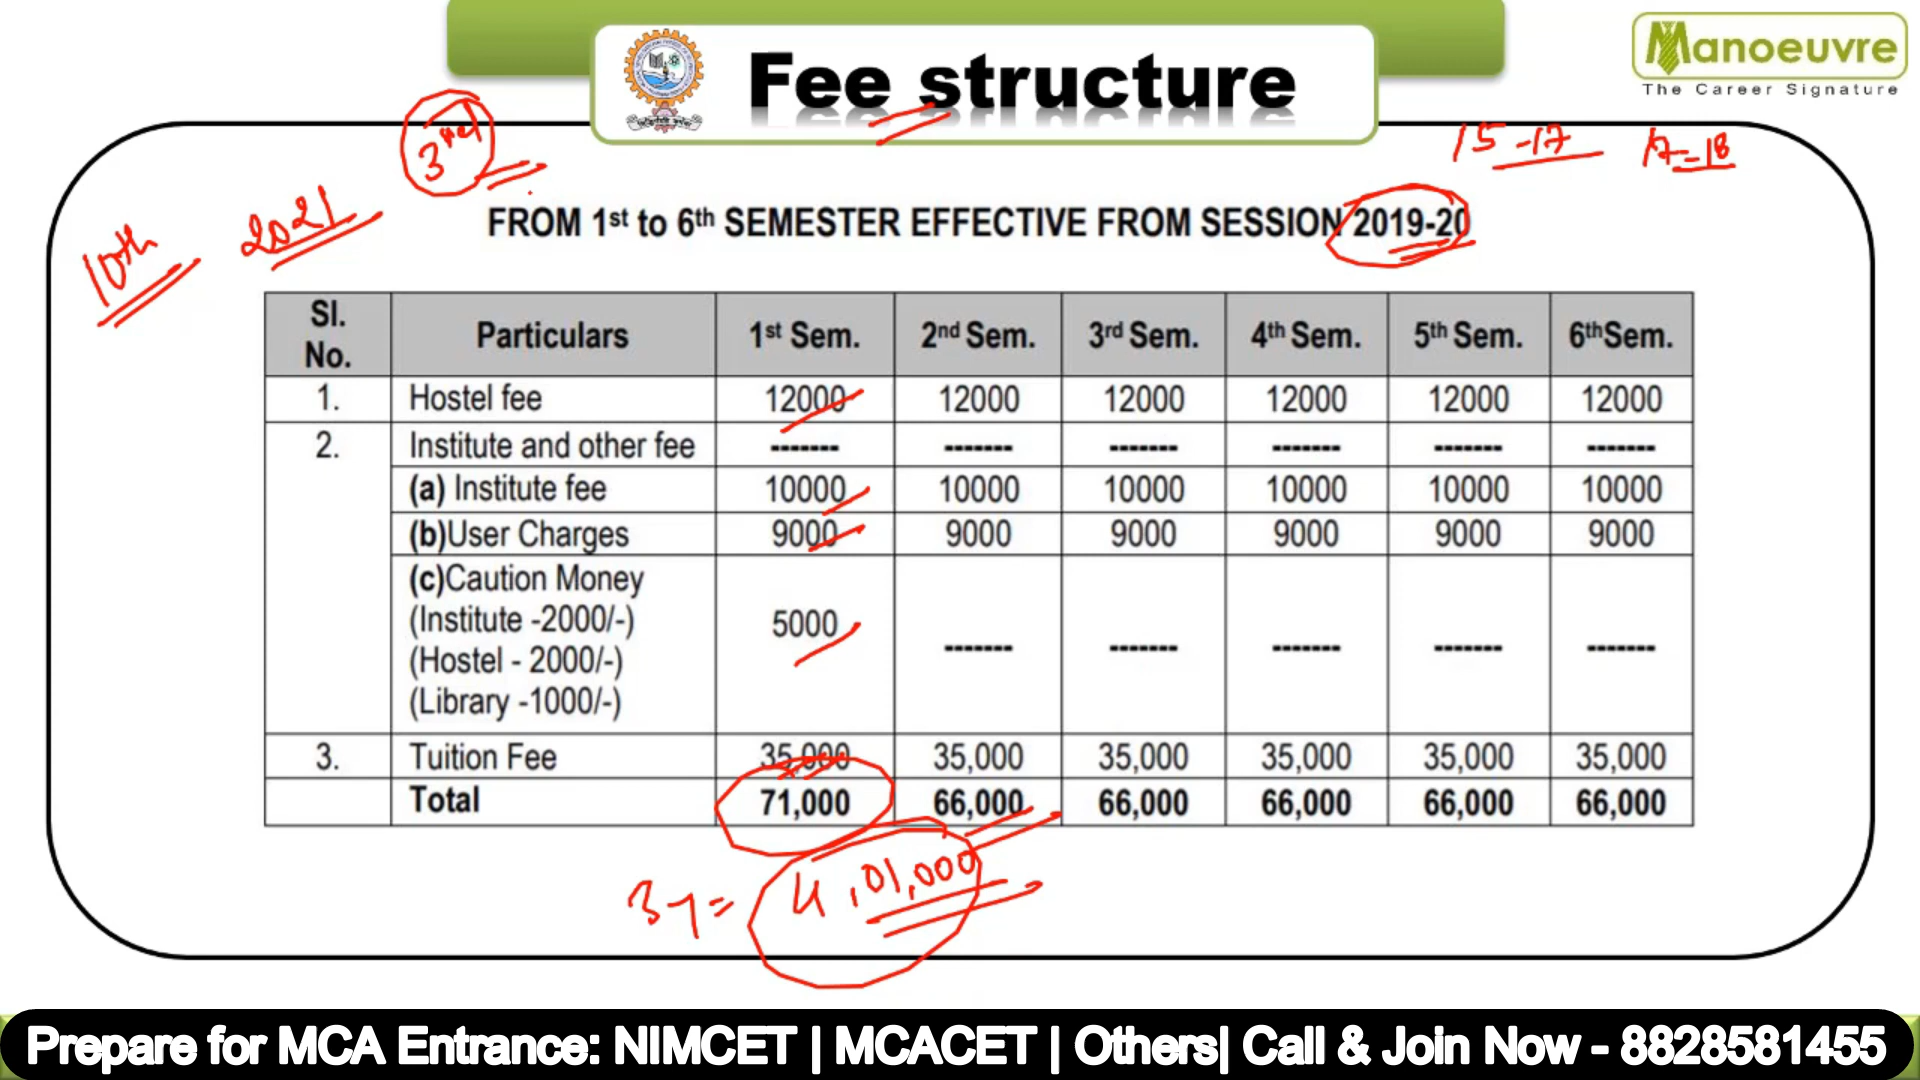 Fee structure
Manoeuvre
The Career Signature
3rd
15-17 17-18
10th 2021
FROM 1st to 6th SEMESTER EFFECTIVE FROM SESSION 2019-20
Sl. No. Particulars 1st Sem. 2nd Sem. 3rd Sem. 4th Sem. 5th Sem. 6thSem.
1. Hostel fee 12000 12000 12000 12000 12000 12000
2. Institute and other fee ------- ------- ------- ------- ------- -------
(a) Institute fee 10000 10000 10000 10000 10000 10000
(b)User Charges 9000 9000 9000 9000 9000 9000
(c)Caution Money
(Institute -2000/-) 5000 ------- ------- ------- ------- -------
(Hostel - 2000/-)
(Library -1000/-)
3. Tuition Fee 35,000 35,000 35,000 35,000 35,000 35,000
Total 71,000 66,000 66,000 66,000 66,000 66,000
3y= 4,01,000
Prepare for MCA Entrance: NIMCET | MCACET | Others| Call & Join Now - 8828581455